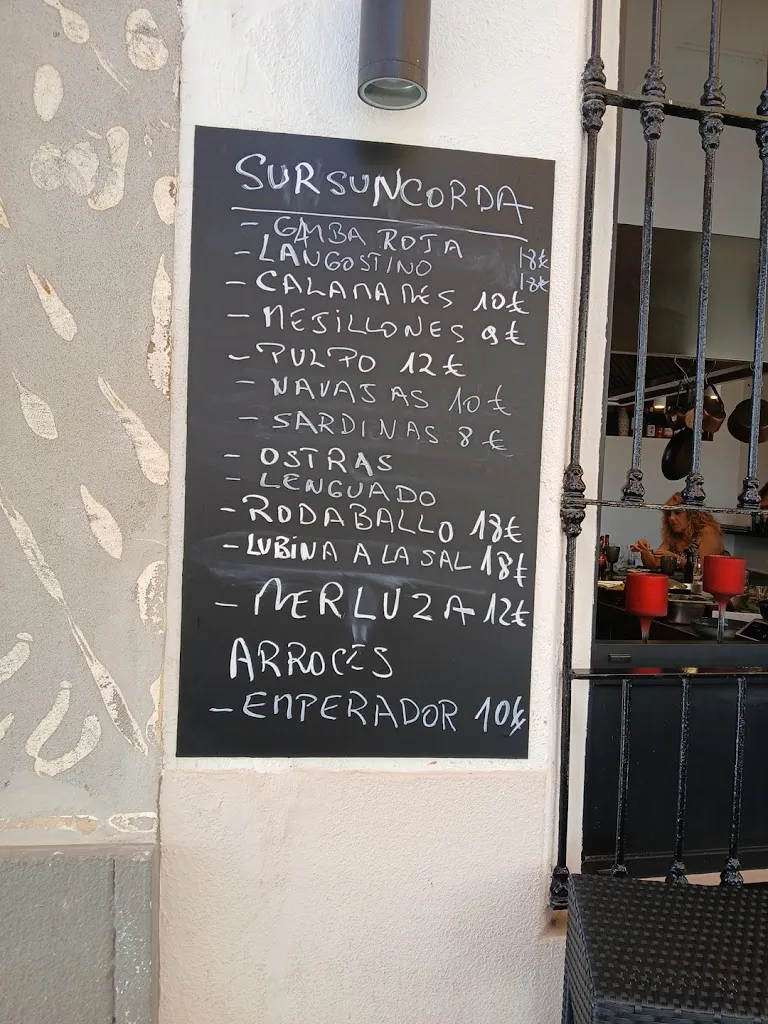 SURSUNCORDA
- GAMBA ROJA 18€
- LANGOSTINO 18€
- CALAMARES 10€
- MEJILLONES 9€
- PULPO 12€
- NAVAJAS 10€
- SARDINAS 8€
- OSTRAS
- LENGUADO
- RODABALLO 18€
- LUBINA A LA SAL 18€
- MERLUZA 12€
ARROCES
- EMPERADOR 10€